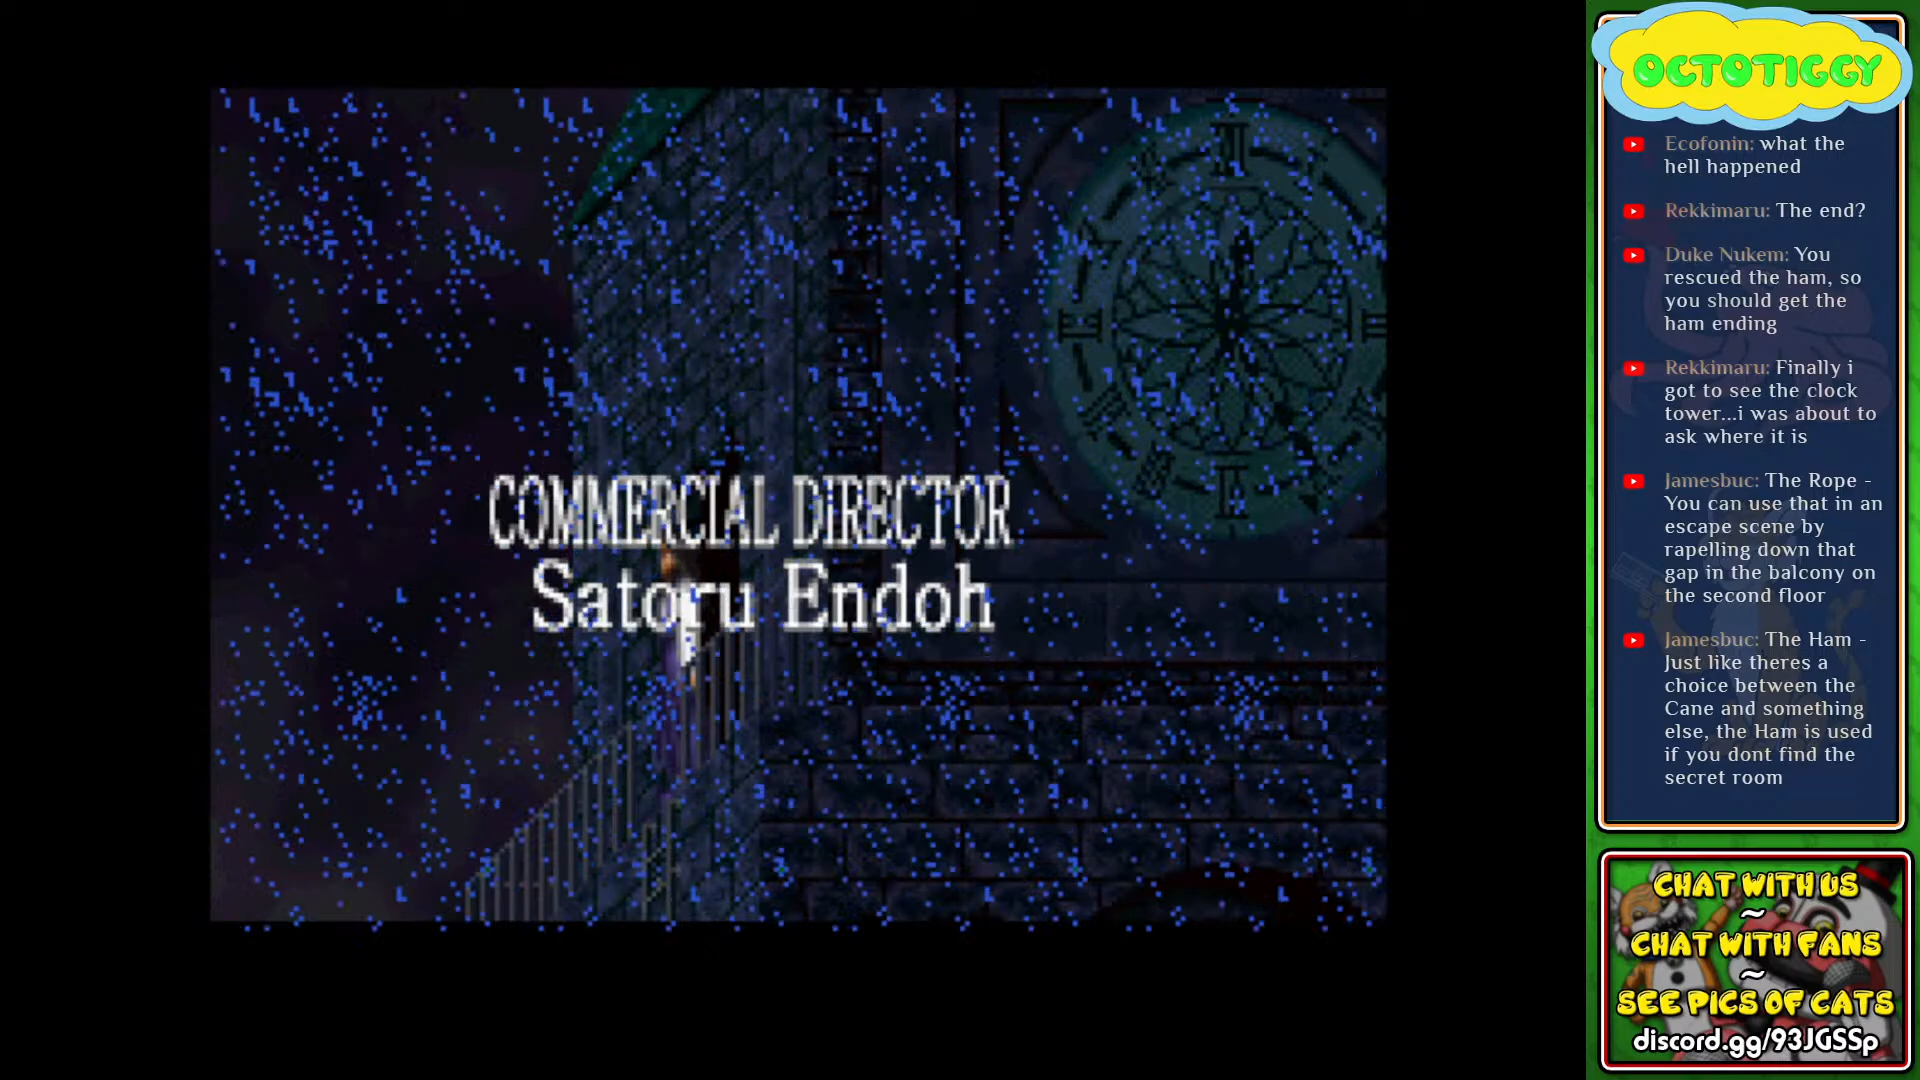 COMMERCIAL DIRECTOR
Satoru Endoh
OCTOTIGGY
Ecofonin: what the
hell happened
Rekkimaru: The end?
Duke Nukem: You
rescued the ham, so
you should get the
ham ending
Rekkimaru: Finally i
got to see the clock
tower...i was about to
ask where it is
Jamesbuc: The Rope -
You can use that in an
escape scene by
rapelling down that
gap in the balcony on
the second floor
Jamesbuc: The Ham -
Just like theres a
choice between the
Cane and something
else, the Ham is used
if you dont find the
secret room
CHAT WITH US
~
CHAT WITH FANS
~
SEE PICS OF CATS
discord.gg/93JGSSp